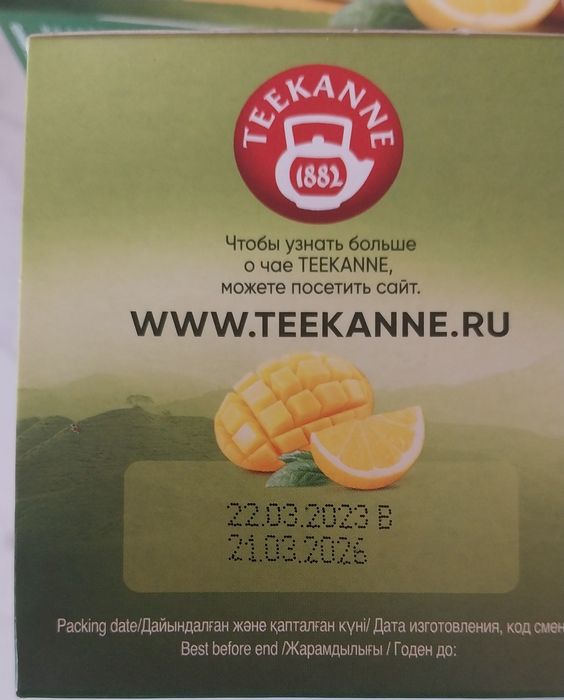 TEEKANNE
1882
Чтобы узнать больше
о чае TEEKANNE,
можете посетить сайт.
WWW.TEEKANNE.RU
22.03.2023 В
21.03.2026
Packing date/Дайындалған және қапталған күні/ Дата изготовления, код смен
Best before end /Жарамдылығы / Годен до: